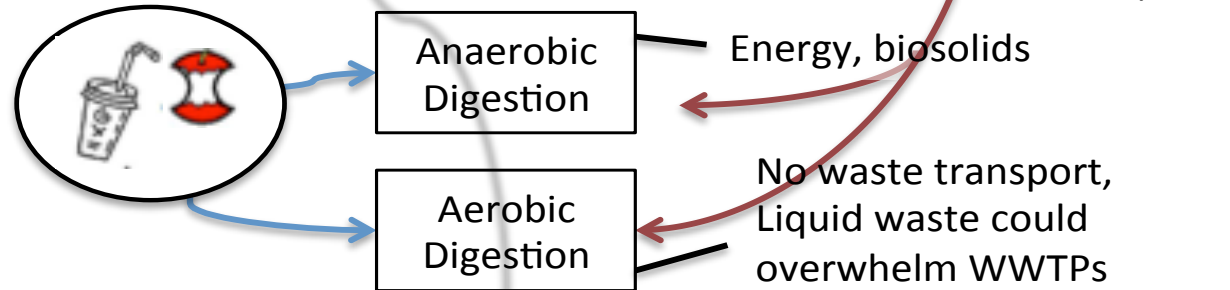 Anaerobic
Digestion
Energy, biosolids
Aerobic
Digestion
No waste transport,
Liquid waste could
overwhelm WWTPs